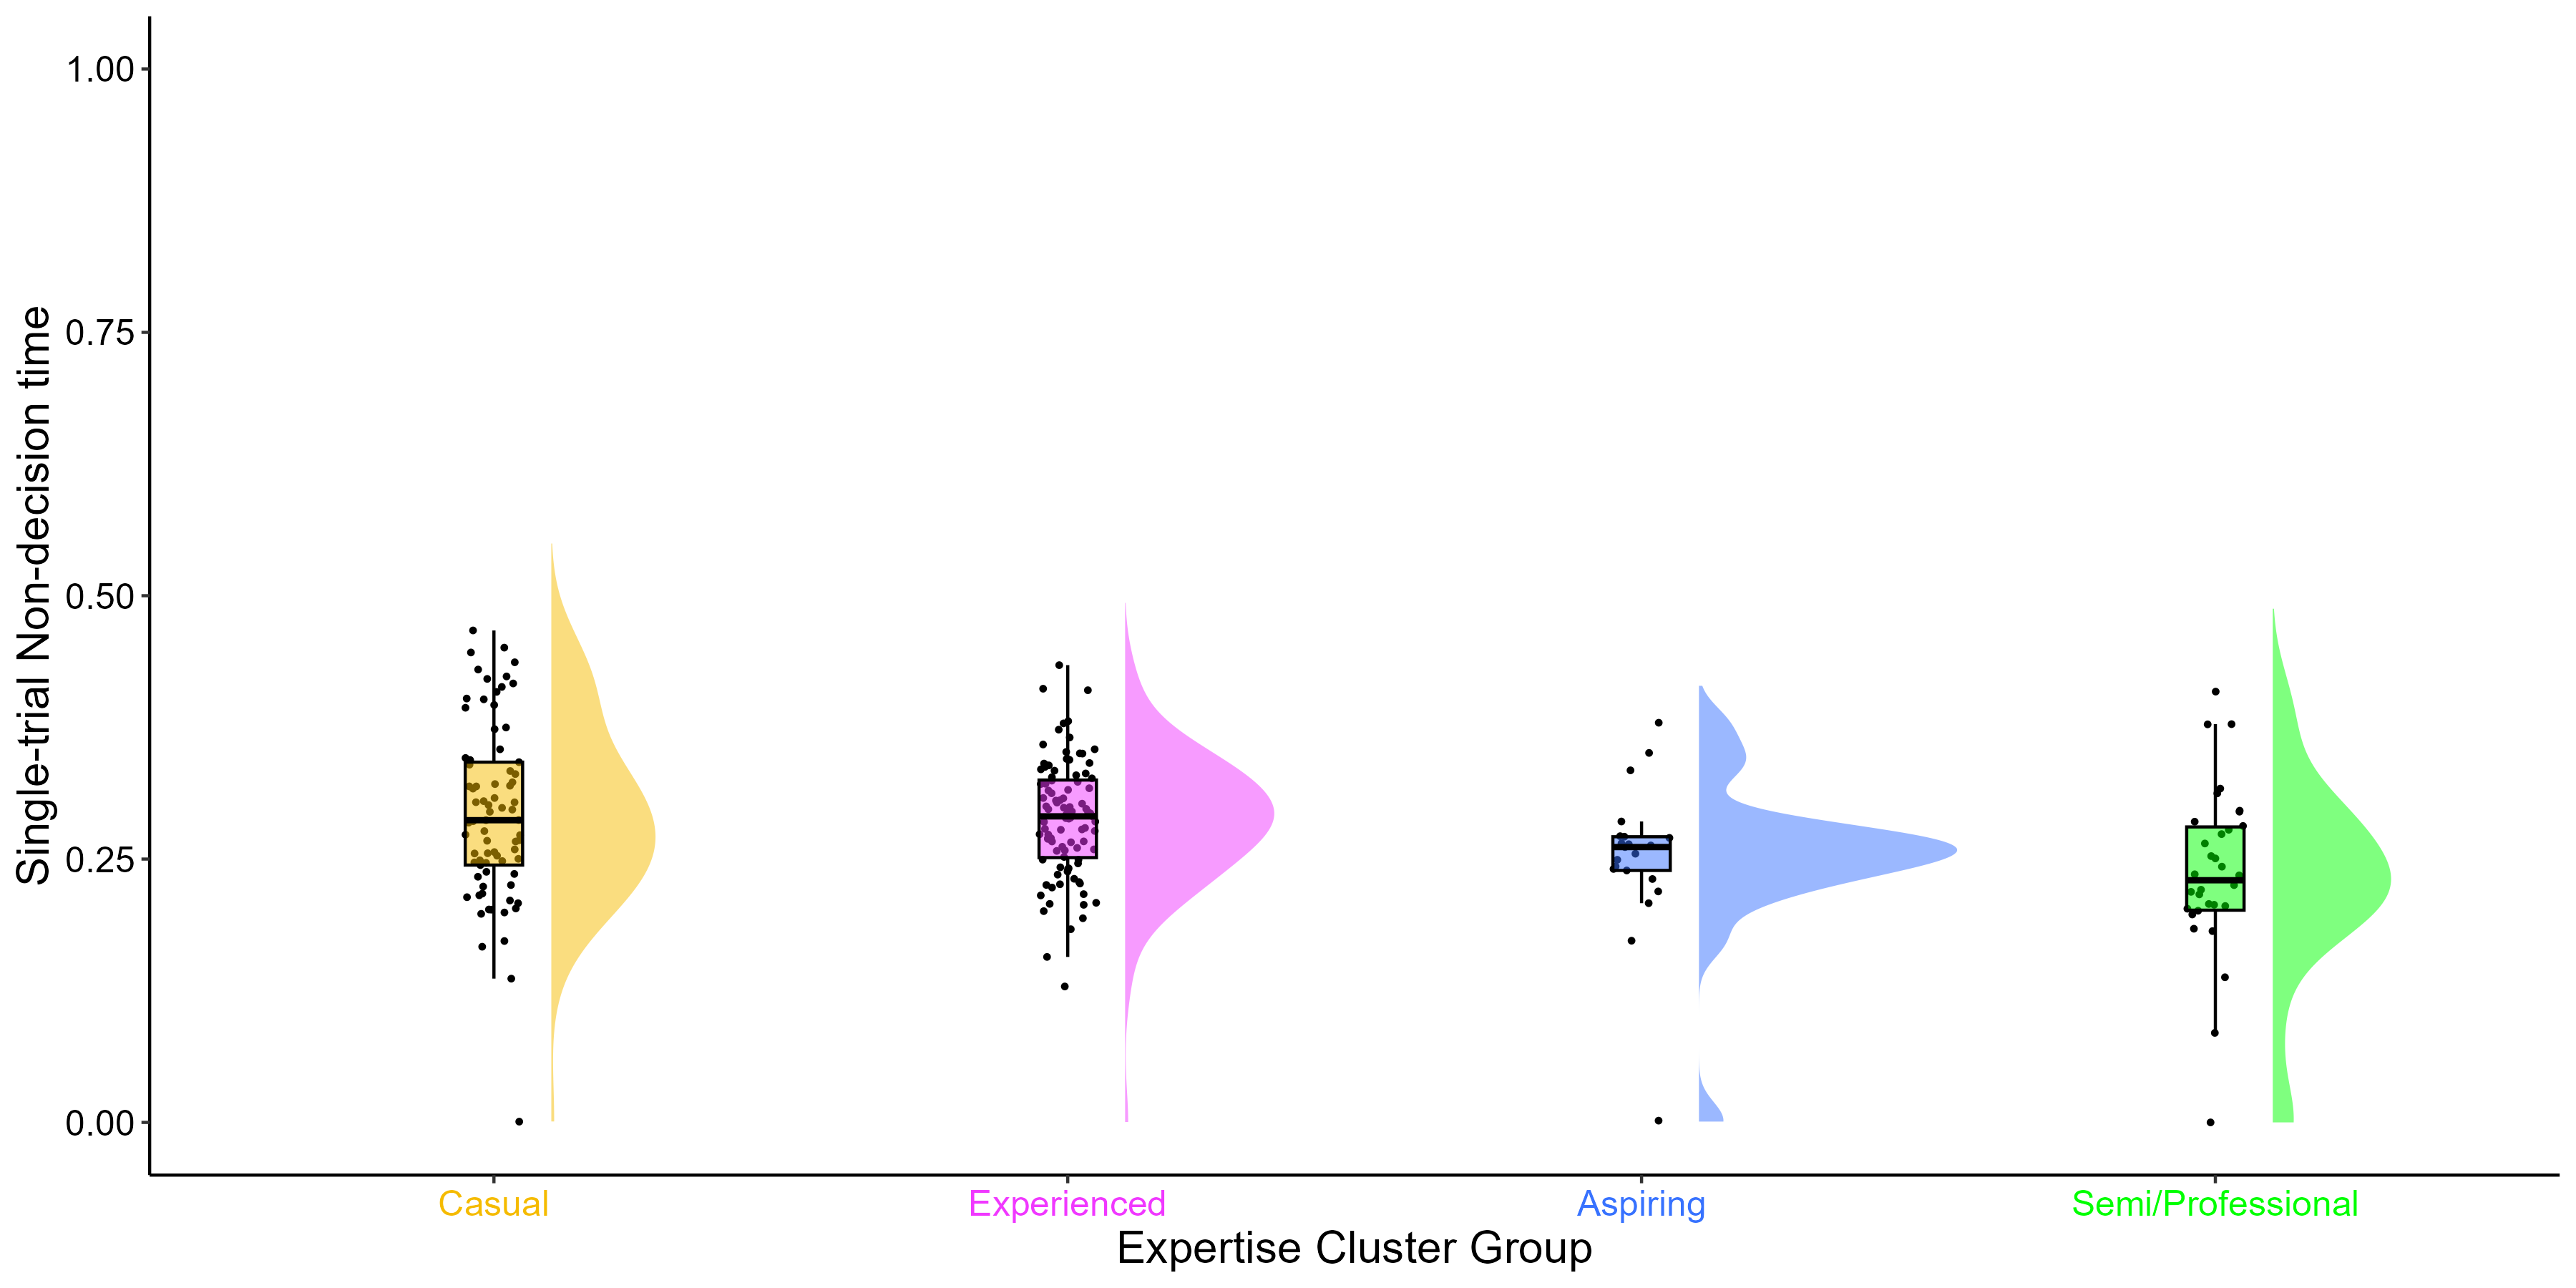 Single-trial Non-decision time
1.00
0.75
0.50
0.25
0.00
Casual
Experienced
Aspiring
Semi/Professional
Expertise Cluster Group